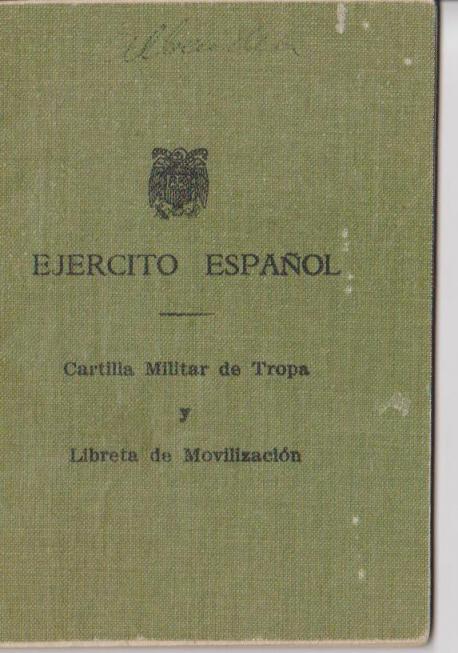 EJERCITO ESPAÑOL
Cartilla Militar de Tropa
y
Libreta de Movilización